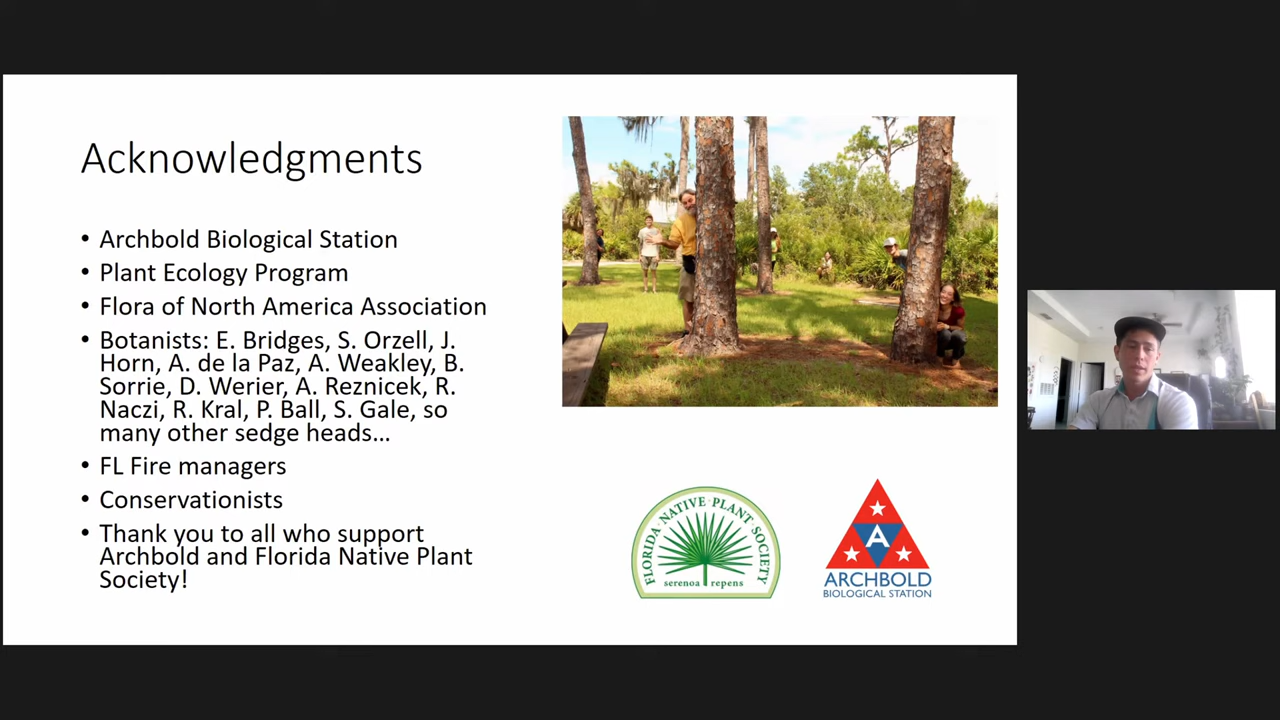 Acknowledgments
• Archbold Biological Station
• Plant Ecology Program
• Flora of North America Association
• Botanists: E. Bridges, S. Orzell, J.
Horn, A. de la Paz, A. Weakley, B.
Sorrie, D. Werier, A. Reznicek, R.
Naczi, R. Kral, P. Ball, S. Gale, so
many other sedge heads…
• FL Fire managers
• Conservationists
• Thank you to all who support
Archbold and Florida Native Plant
Society!
FLORIDA · NATIVE · PLANT · SOCIETY
serenoa repens
A
ARCHBOLD
BIOLOGICAL STATION